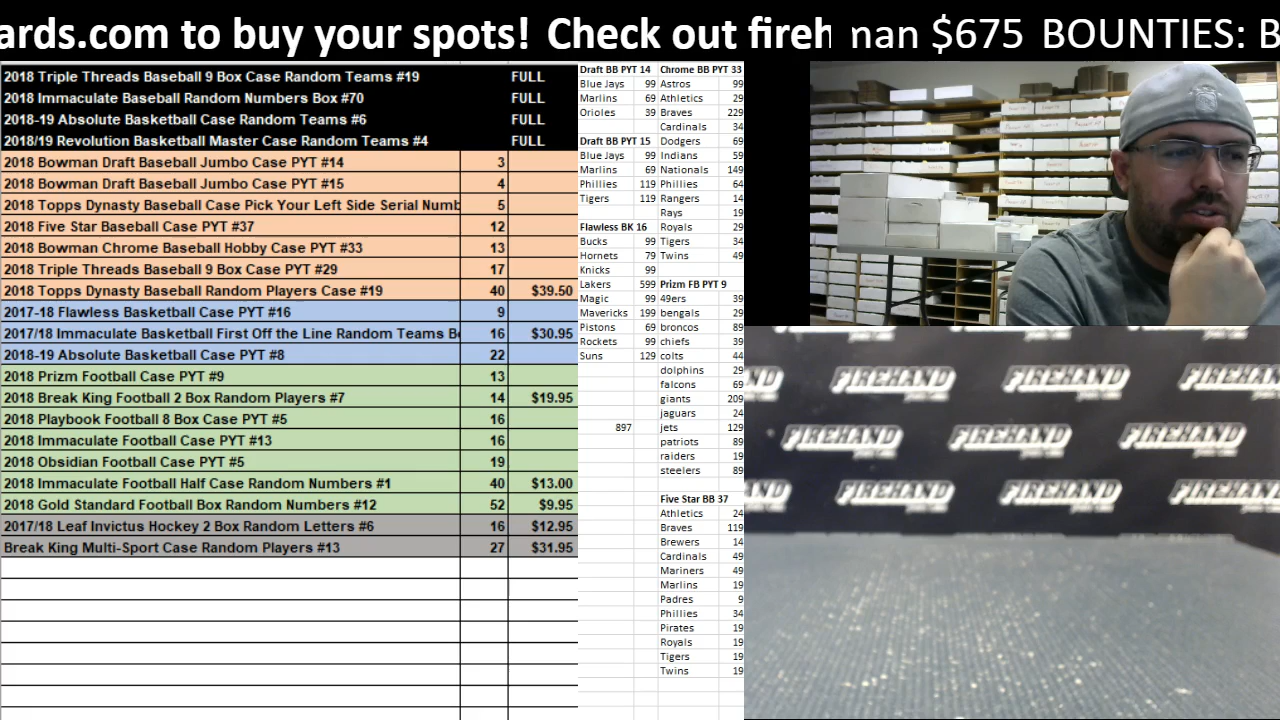 ards.com to buy your spots!  Check out fireh
nan $675  BOUNTIES: B
2018 Triple Threads Baseball 9 Box Case Random Teams #19 FULL
2018 Immaculate Baseball Random Numbers Box #70 FULL
2018-19 Absolute Basketball Case Random Teams #6 FULL
2018/19 Revolution Basketball Master Case Random Teams #4 FULL
2018 Bowman Draft Baseball Jumbo Case PYT #14 3
2018 Bowman Draft Baseball Jumbo Case PYT #15 4
2018 Topps Dynasty Baseball Case Pick Your Left Side Serial Numb 5
2018 Five Star Baseball Case PYT #37 12
2018 Bowman Chrome Baseball Hobby Case PYT #33 13
2018 Triple Threads Baseball 9 Box Case PYT #29 17
2018 Topps Dynasty Baseball Random Players Case #19 40 $39.50
2017-18 Flawless Basketball Case PYT #16 9
2017/18 Immaculate Basketball First Off the Line Random Teams Bo 16 $30.95
2018-19 Absolute Basketball Case PYT #8 22
2018 Prizm Football Case PYT #9 13
2018 Break King Football 2 Box Random Players #7 14 $19.95
2018 Playbook Football 8 Box Case PYT #5 16
2018 Immaculate Football Case PYT #13 16
2018 Obsidian Football Case PYT #5 19
2018 Immaculate Football Half Case Random Numbers #1 40 $13.00
2018 Gold Standard Football Box Random Numbers #12 52 $9.95
2017/18 Leaf Invictus Hockey 2 Box Random Letters #6 16 $12.95
Break King Multi-Sport Case Random Players #13 27 $31.95
Draft BB PYT 14
Blue Jays 99
Marlins 69
Orioles 39
Draft BB PYT 15
Blue Jays 99
Marlins 69
Phillies 119
Tigers 119
Flawless BK 16
Bucks 99
Hornets 79
Knicks 99
Lakers 599
Magic 99
Mavericks 199
Pistons 69
Rockets 99
Suns 129
897
Chrome BB PYT 33
Astros 99
Athletics 29
Braves 229
Cardinals 34
Dodgers 69
Indians 59
Nationals 149
Phillies 64
Rangers 14
Rays 19
Royals 29
Tigers 34
Twins 49
Prizm FB PYT 9
49ers 39
bengals 29
broncos 89
chiefs 39
colts 44
dolphins 29
falcons 69
giants 209
jaguars 24
jets 129
patriots 89
raiders 19
steelers 89
Five Star BB 37
Athletics 24
Braves 119
Brewers 14
Cardinals 49
Mariners 49
Marlins 19
Padres 9
Phillies 34
Pirates 19
Royals 19
Tigers 19
Twins 19
FIREHAND FIREHAND FIREHAND
FIREHAND FIREHAND FIREHAND
FIREHAND FIREHAND FIREHAND